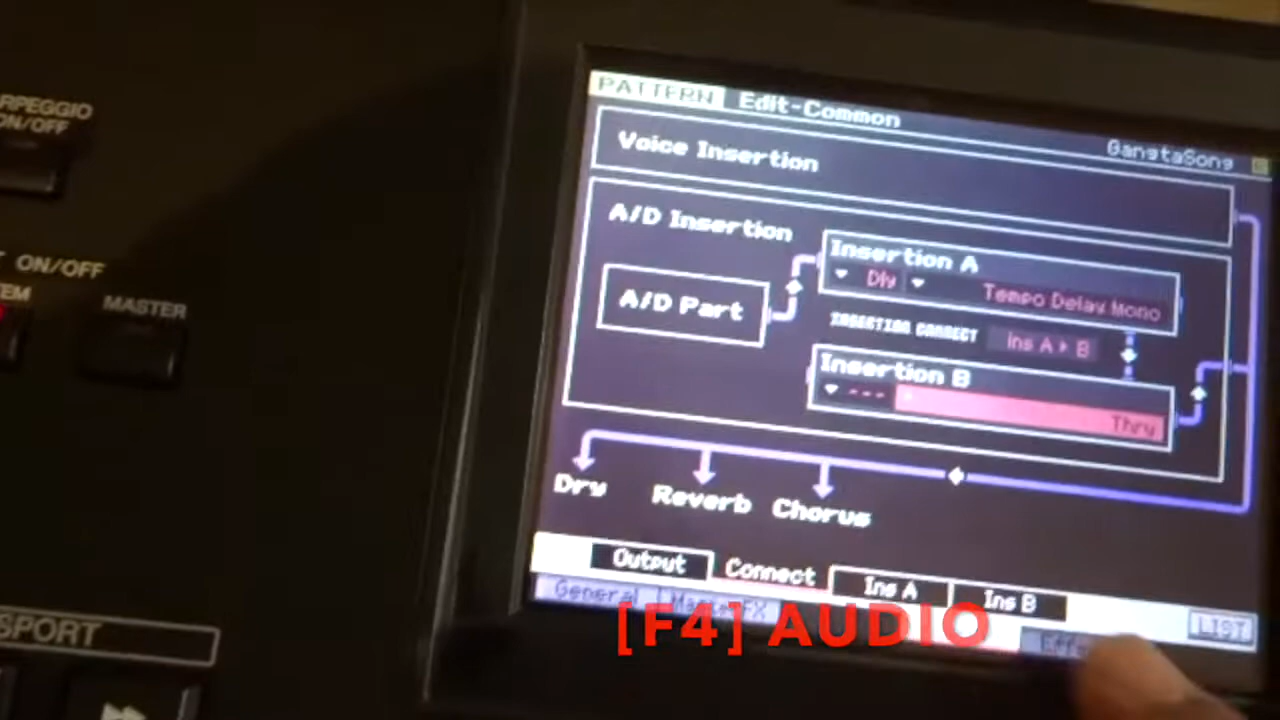 RPEGGIO
ON/OFF
ON/OFF
MASTER
SPORT
PATTERN Edit-Common
GangstaSong
Voice Insertion
A/D Insertion
A/D Part
Insertion A
Dly Tempo Delay Mono
INSERTION CONNECT Ins A ▸ B
Insertion B
--- Thru
Dry Reverb Chorus
Output Connect Ins A Ins B
General
LIST
[F4] AUDIO